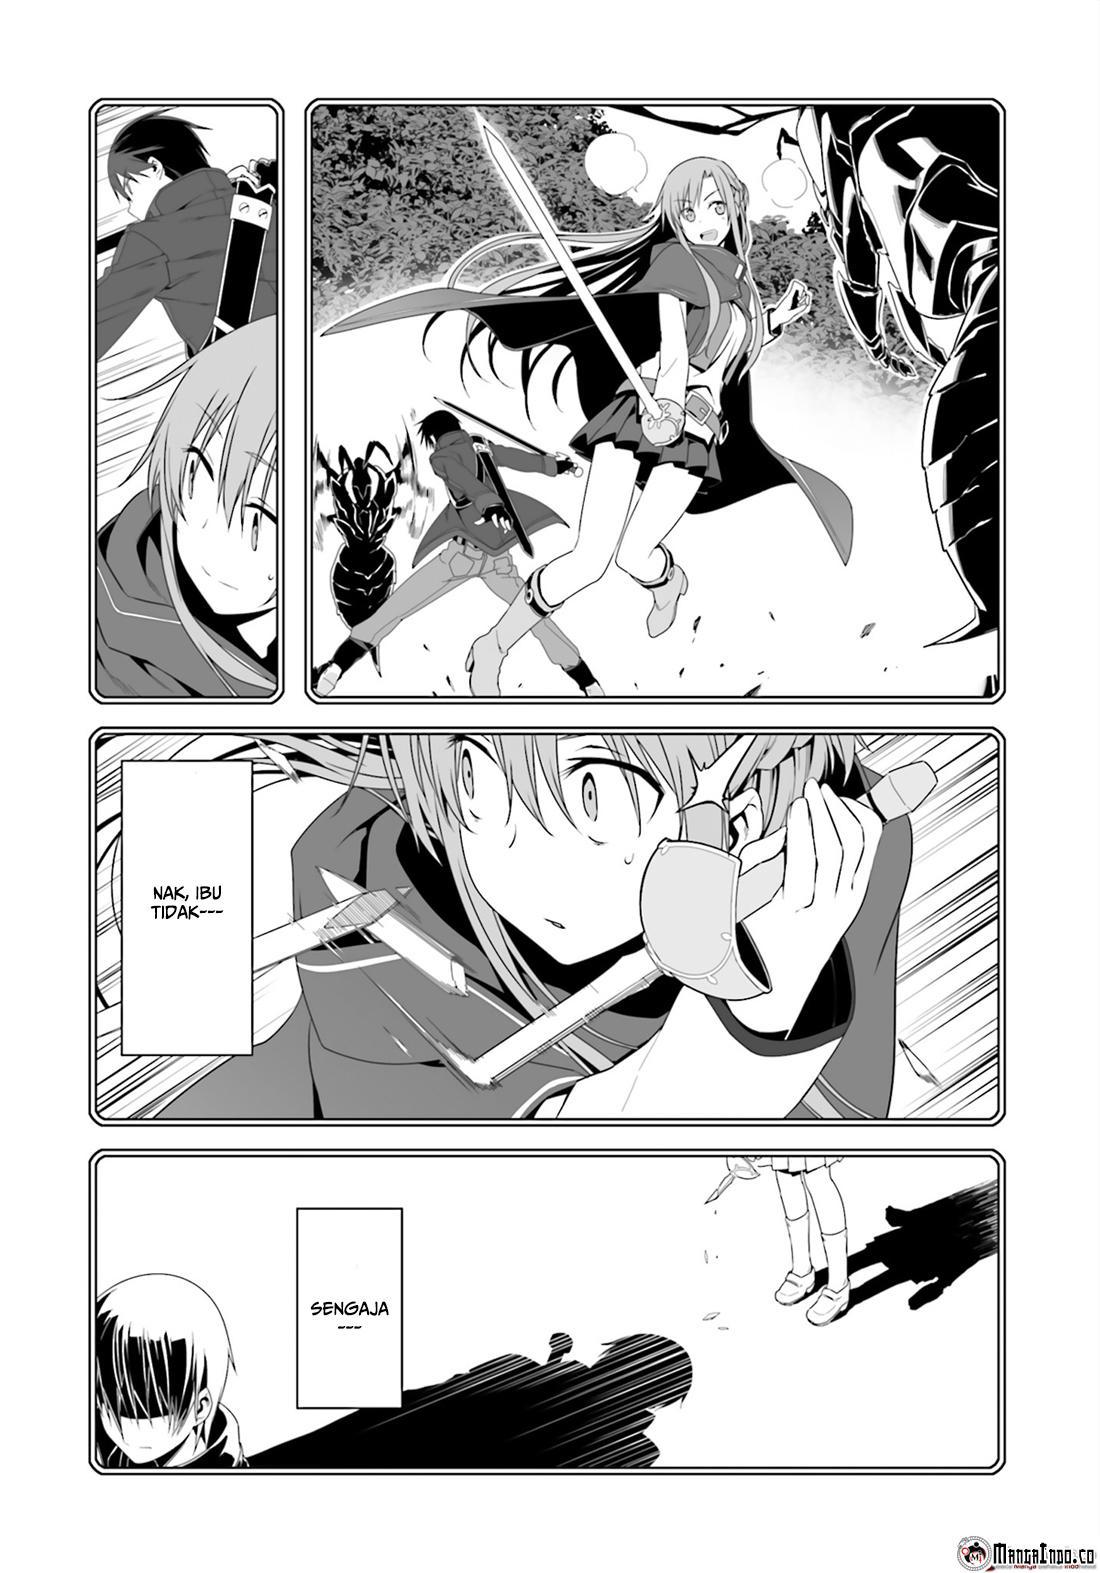 NAK, IBU
TIDAK---
SENGAJA
---
MANGAINDO.CO